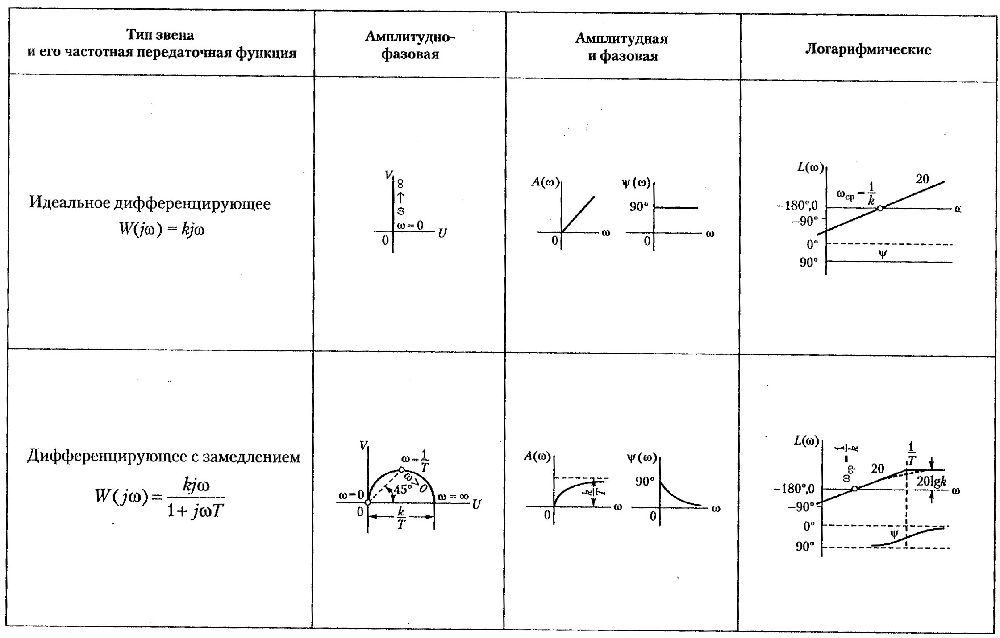 Тип звена
и его частотная передаточная функция
Амплитудно-
фазовая
Амплитудная
и фазовая
Логарифмические
Идеальное дифференцирующее
W(jω) = kjω
V
∞
↑
ω
ω = 0
0
U
A(ω)
0
ω
ψ(ω)
90°
0
ω
L(ω)
20
ω_ср = 1/k
−180°,0
α
−90°
0°
ψ
90°
Дифференцирующее с замедлением
W(jω) = kjω / (1 + jωT)
V
ω = 1/T
ω > 0
45°
ω = 0
ω = ∞
U
0
k/T
A(ω)
k/T
0
ω
ψ(ω)
90°
0
ω
L(ω)
ω_ср = 1/k
1/T
20
20lgk
−180°,0
ω
−90°
0°
ψ
90°